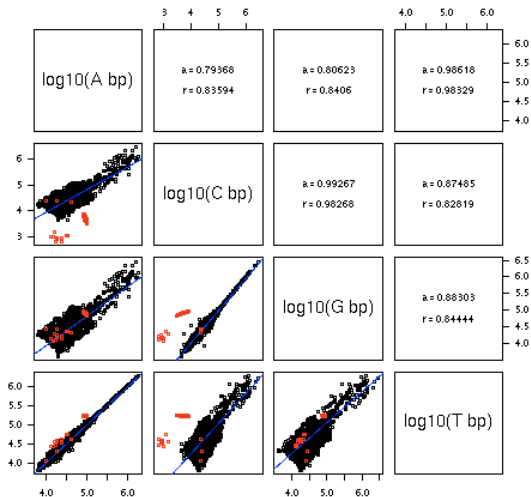 3 4 5 6
4.0 5.0 6.0
log10(A bp)
a = 0.79368
r = 0.83594
a = 0.80623
r = 0.8406
a = 0.98618
r = 0.98329
6.0
5.5
5.0
4.5
4.0
6
5
4
3
log10(C bp)
a = 0.99267
r = 0.98268
a = 0.87485
r = 0.82819
log10(G bp)
a = 0.88303
r = 0.84444
6.5
6.0
5.5
5.0
4.5
4.0
6.0
5.5
5.0
4.5
4.0
log10(T bp)
4.0 5.0 6.0
4.0 5.0 6.0